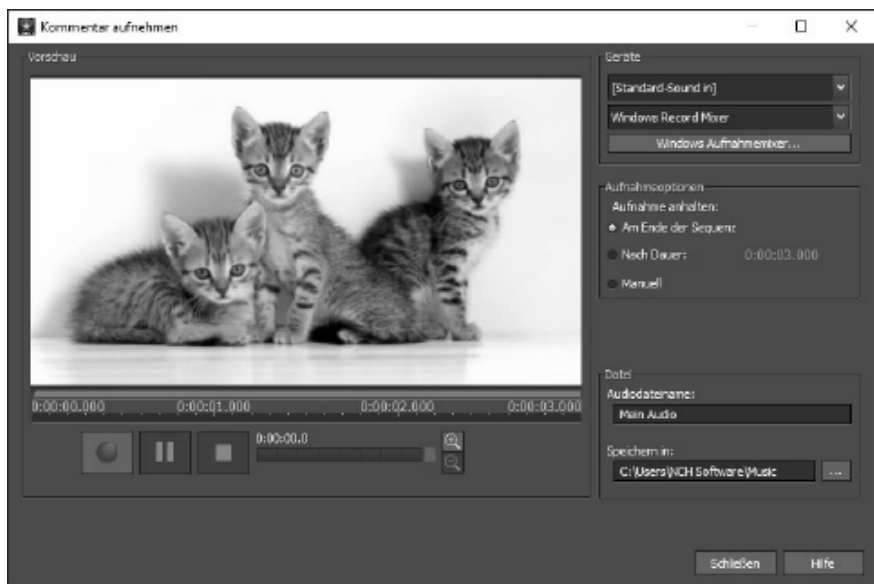 Kommentar aufnehmen
Vorschau
0:00:00.000 0:00:01.000 0:00:02.000 0:00:03.000
0:00:00.0
Geräte
[Standard-Sound in]
Windows Record Mixer
Windows Aufnahmemixer...
Aufnahmeoptionen
Aufnahme anhalten:
Am Ende der Sequenz
Nach Dauer: 0:00:03.000
Manuell
Datei
Audiodateiname:
Mein Audio
Speichern in:
C:\Users\NCH Software\Music ...
Schließen Hilfe